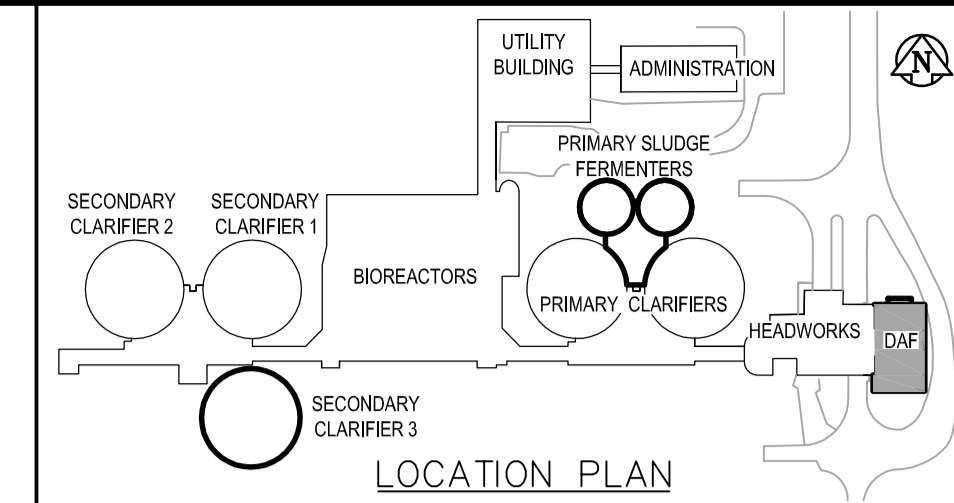 UTILITY
BUILDING
ADMINISTRATION
N
PRIMARY SLUDGE
FERMENTERS
SECONDARY
CLARIFIER 2
SECONDARY
CLARIFIER 1
BIOREACTORS
PRIMARY CLARIFIERS
HEADWORKS
DAF
SECONDARY
CLARIFIER 3
LOCATION PLAN